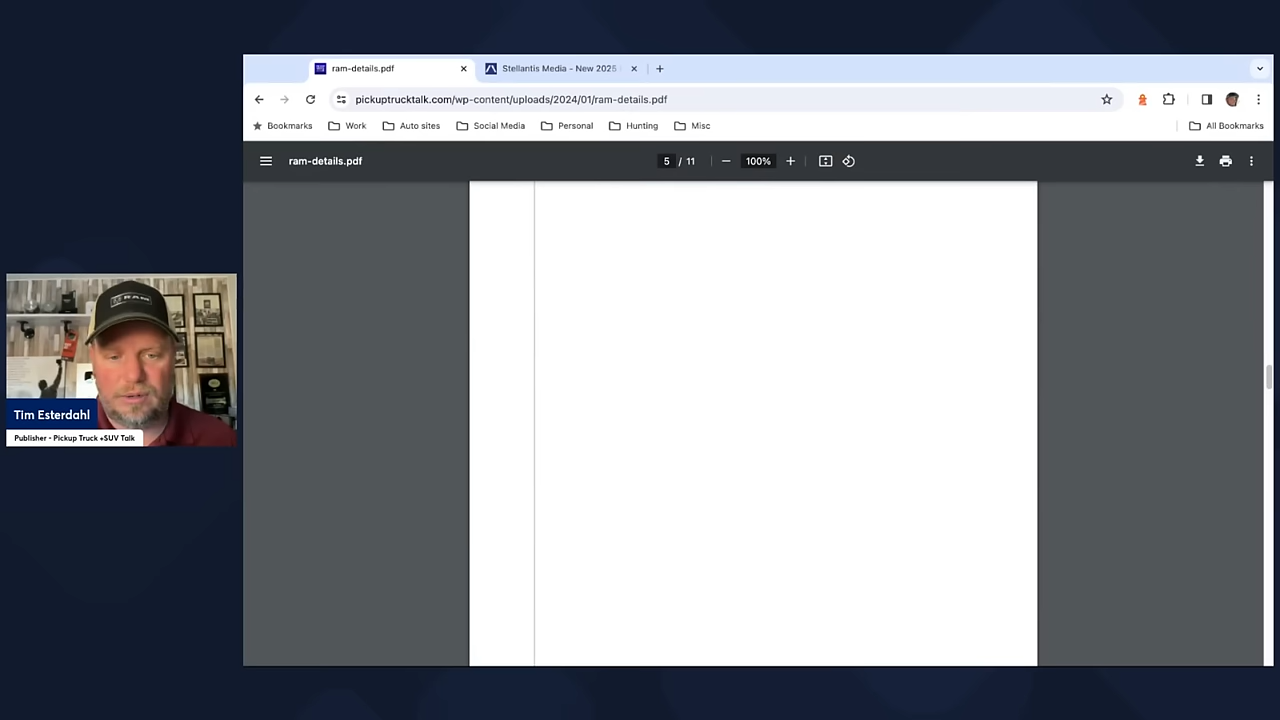 ram-details.pdf
Stellantis Media - New 2025
pickuptrucktalk.com/wp-content/uploads/2024/01/ram-details.pdf
Bookmarks
Work
Auto sites
Social Media
Personal
Hunting
Misc
All Bookmarks
ram-details.pdf
5 / 11
100%
RAM
Tim Esterdahl
Publisher - Pickup Truck +SUV Talk